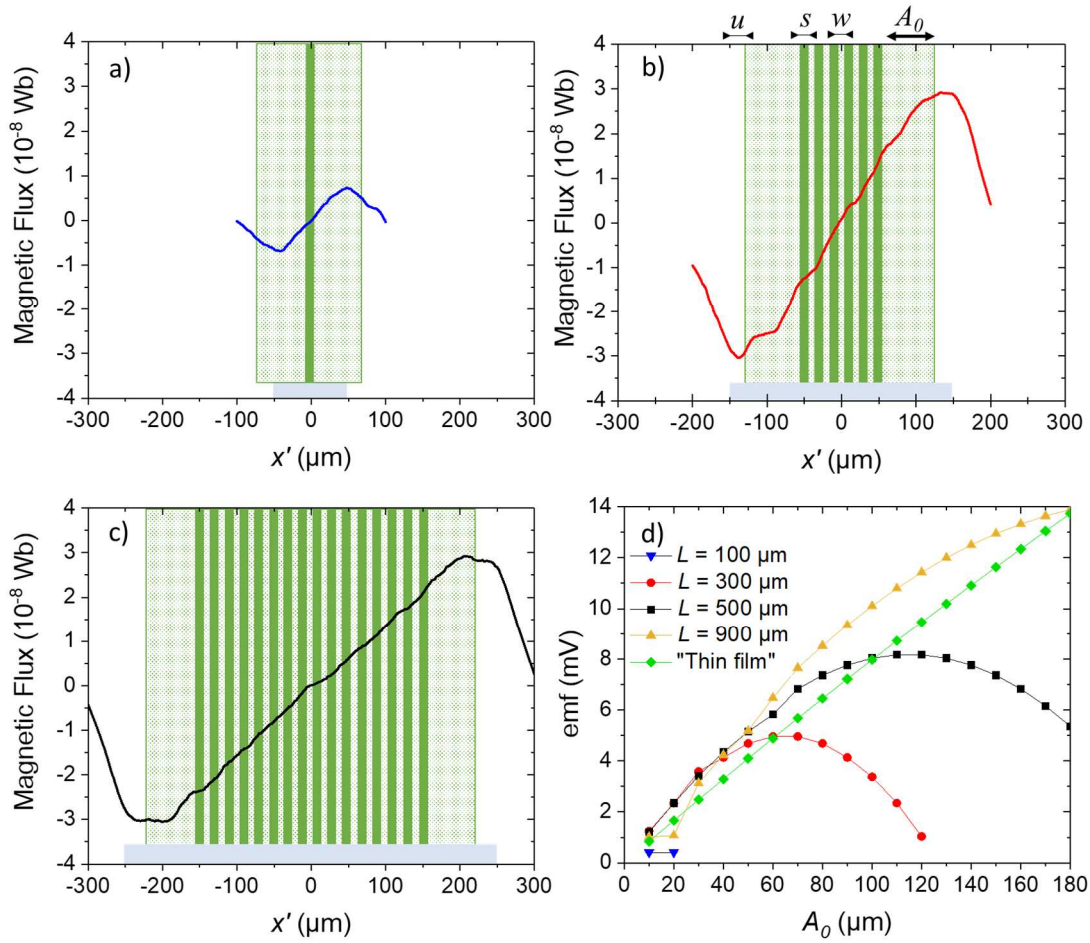 a)
Magnetic Flux (10⁻⁸ Wb)
4
3
2
1
0
-1
-2
-3
-4
-300 -200 -100 0 100 200 300
x' (µm)
u s w A₀
b)
Magnetic Flux (10⁻⁸ Wb)
4
3
2
1
0
-1
-2
-3
-4
-300 -200 -100 0 100 200 300
x' (µm)
c)
Magnetic Flux (10⁻⁸ Wb)
4
3
2
1
0
-1
-2
-3
-4
-300 -200 -100 0 100 200 300
x' (µm)
d)
emf (mV)
14
12
10
8
6
4
2
0
L = 100 µm
L = 300 µm
L = 500 µm
L = 900 µm
"Thin film"
0 20 40 60 80 100 120 140 160 180
A₀ (µm)